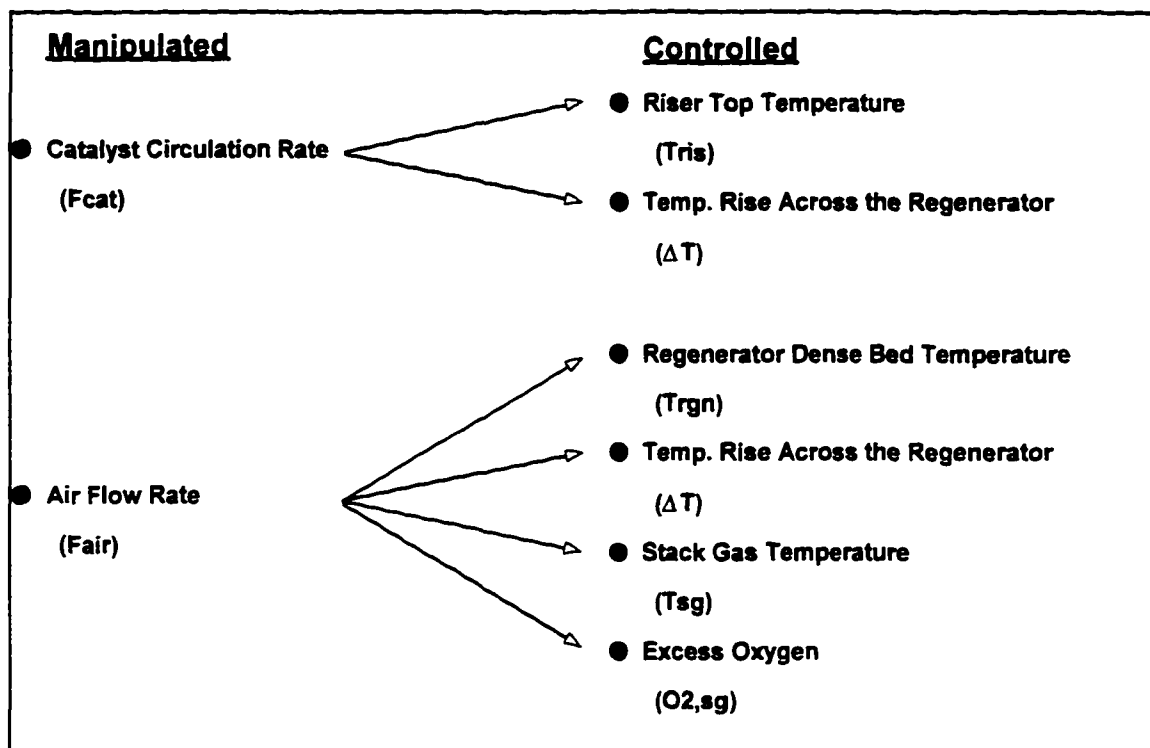 Manipulated
Controlled
Riser Top Temperature
(Tris)
Catalyst Circulation Rate
(Fcat)
Temp. Rise Across the Regenerator
(ΔT)
Regenerator Dense Bed Temperature
(Trgn)
Temp. Rise Across the Regenerator
(ΔT)
Air Flow Rate
(Fair)
Stack Gas Temperature
(Tsg)
Excess Oxygen
(O2,sg)